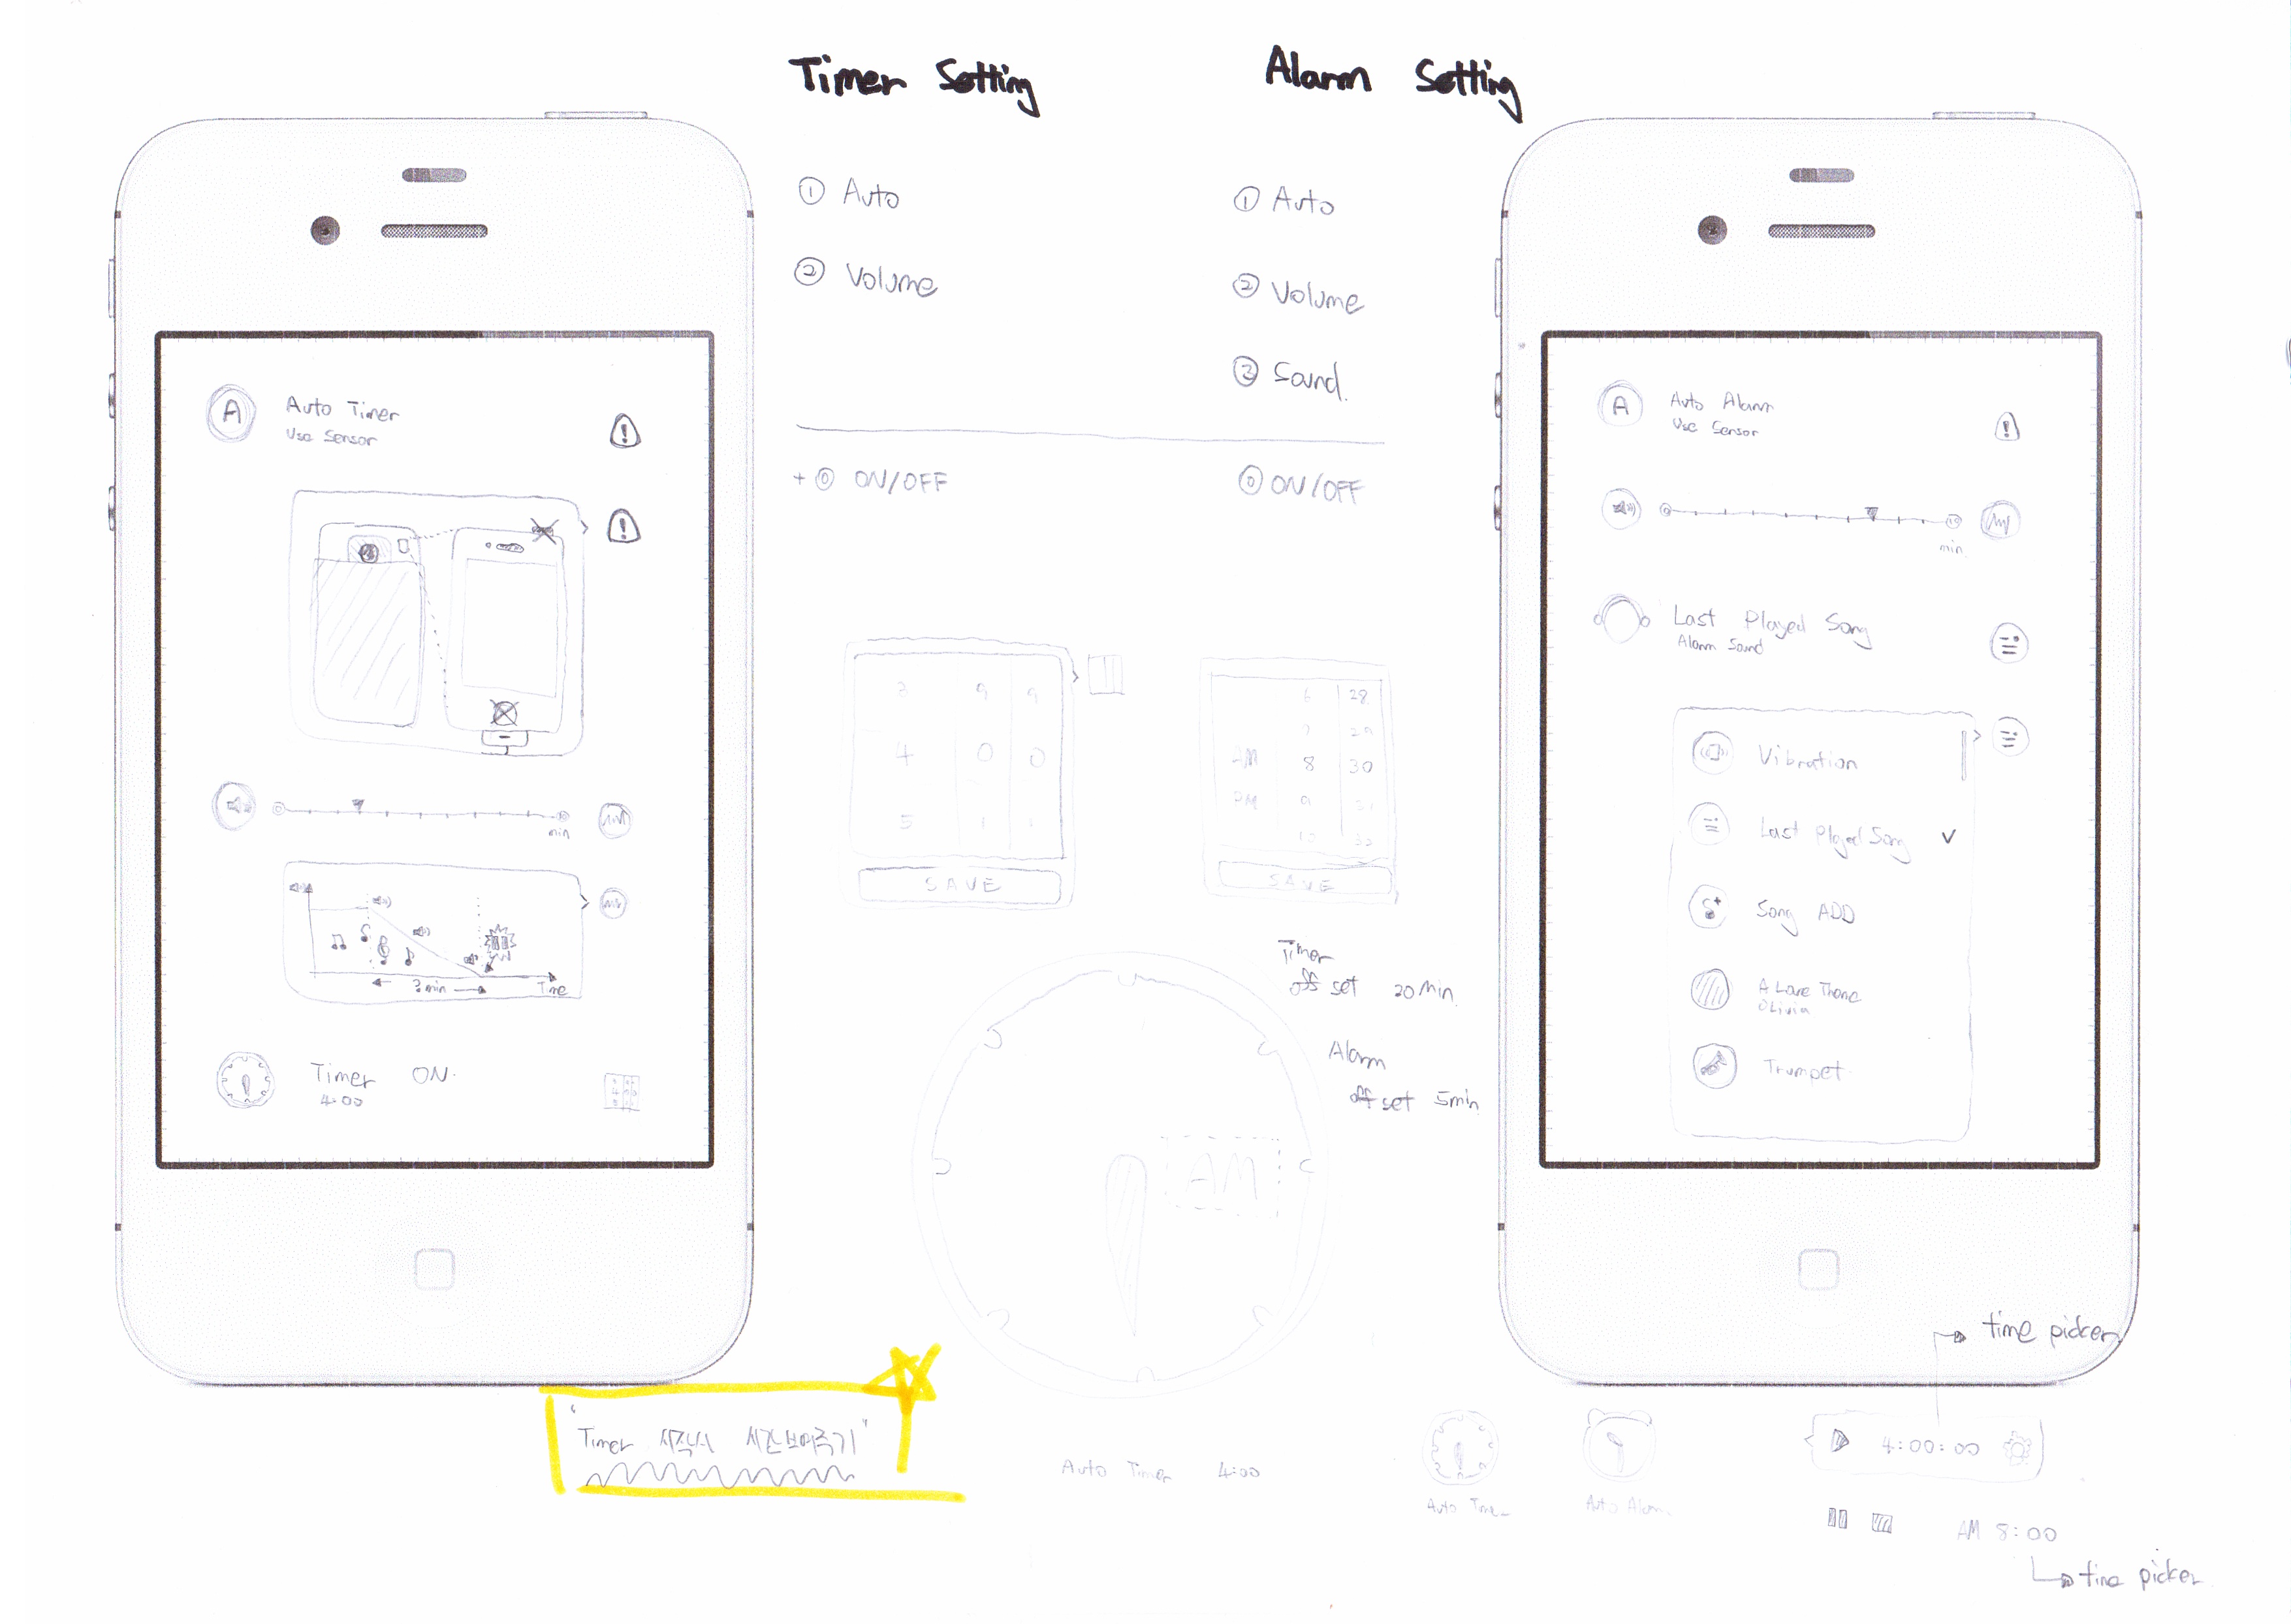 Timer Setting
Alarm Setting
① Auto
② Volume
+ ⓪ ON/OFF
① Auto
② Volume
③ Sound.
⓪ ON/OFF
A
Auto Timer
Use Sensor
!
!
min
? min
Time
Timer ON.
4:00
3 9 9
4 0 0
5 1 1
SAVE
6 28
7 29
AM 8 30
PM 9 31
10 32
SAVE
Timer
off set 20 min.
Alarm
off set 5 min
AM
A
Auto Alarm
Use Sensor
!
min
Last Played Song
Alarm Sound
Vibration
Last Played Song ✓
Song ADD
A Love Theme
Olivia
Trumpet
"Timer 시작시 시간보여주기"
Auto Timer 4:00
Auto Timer
Auto Alarm
time picker
4:00:00
AM 8:00
time picker